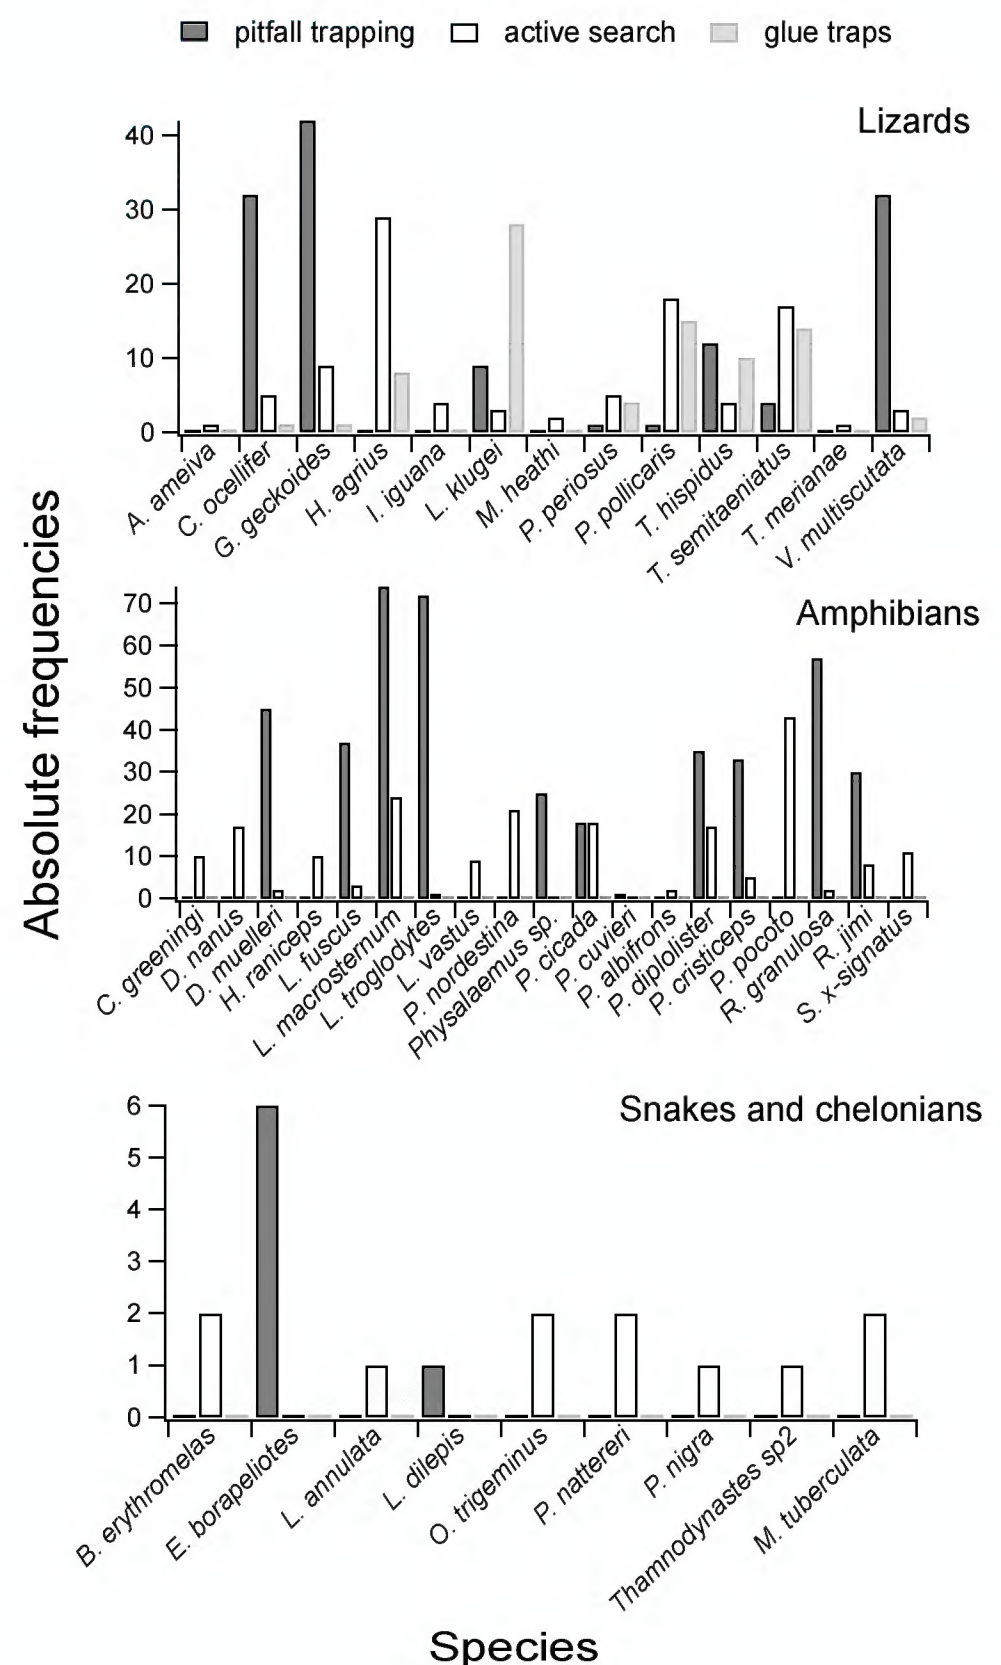 pitfall trapping active search glue traps
Lizards
40
30
20
10
0
A. ameiva
C. ocellifer
G. geckoides
H. agrius
I. iguana
L. klugei
M. heathi
P. periosus
P. pollicaris
T. hispidus
T. semitaeniatus
T. merianae
V. multiscutata
Absolute frequencies
Amphibians
70
60
50
40
30
20
10
0
C. greeningi
D. nanus
D. muelleri
H. raniceps
L. fuscus
L. macrosternum
L. troglodytes
L. vastus
P. nordestina
Physalaemus sp.
P. cicada
P. cuvieri
P. albifrons
P. diplolister
P. cristiceps
P. pocoto
R. granulosa
R. jimi
S. x-signatus
Snakes and chelonians
6
5
4
3
2
1
0
B. erythromelas
E. borapeliotes
L. annulata
L. dilepis
O. trigeminus
P. nattereri
P. nigra
Thamnodynastes sp2
M. tuberculata
Species